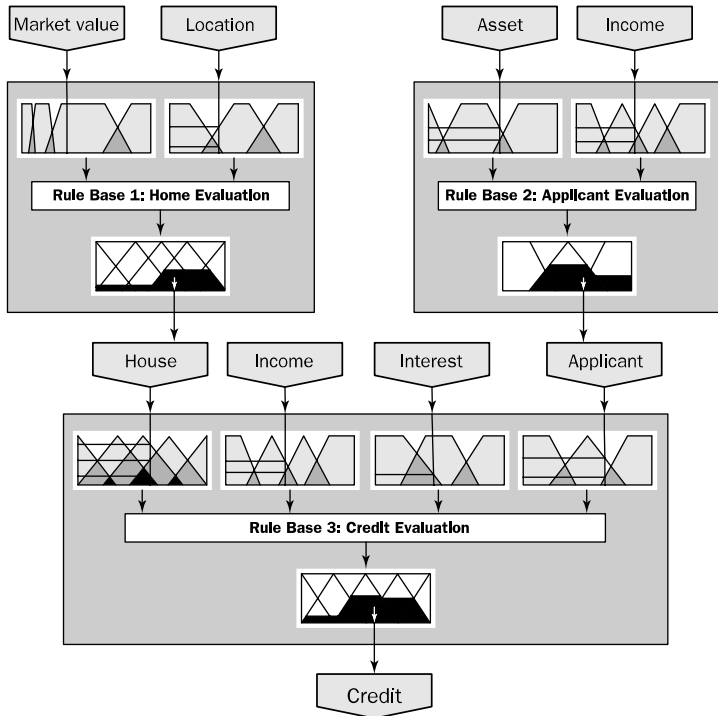 Market value
Location
Asset
Income
Rule Base 1: Home Evaluation
Rule Base 2: Applicant Evaluation
House
Income
Interest
Applicant
Rule Base 3: Credit Evaluation
Credit